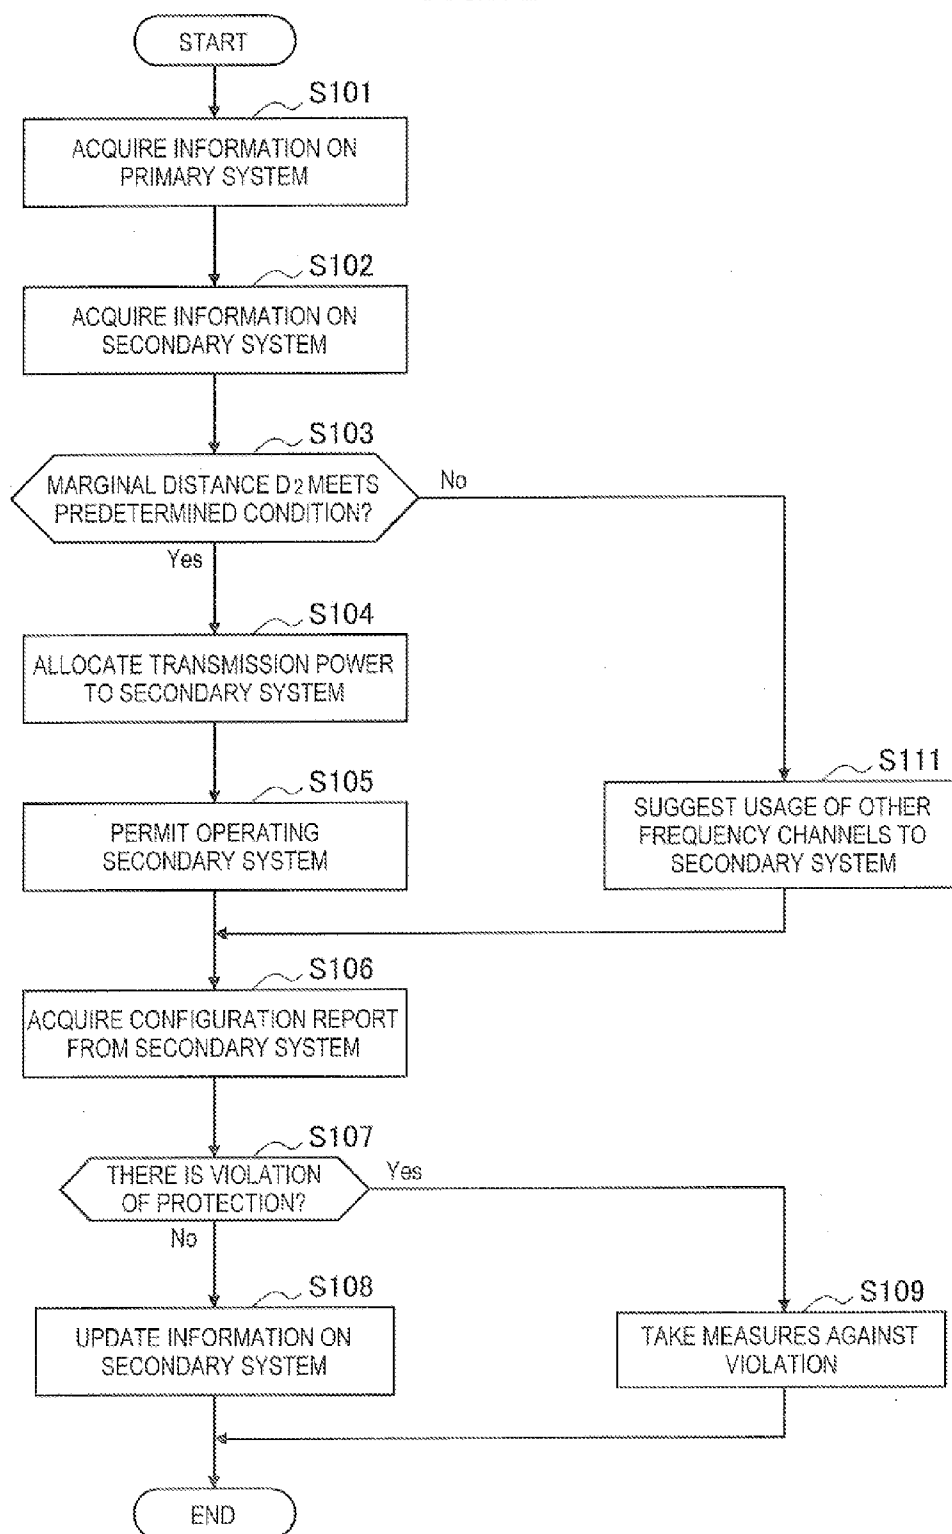 START
S101
ACQUIRE INFORMATION ON
PRIMARY SYSTEM
S102
ACQUIRE INFORMATION ON
SECONDARY SYSTEM
S103
MARGINAL DISTANCE D2 MEETS
PREDETERMINED CONDITION?
No
Yes
S104
ALLOCATE TRANSMISSION POWER
TO SECONDARY SYSTEM
S105
PERMIT OPERATING
SECONDARY SYSTEM
S111
SUGGEST USAGE OF OTHER
FREQUENCY CHANNELS TO
SECONDARY SYSTEM
S106
ACQUIRE CONFIGURATION REPORT
FROM SECONDARY SYSTEM
S107
THERE IS VIOLATION
OF PROTECTION?
Yes
No
S108
UPDATE INFORMATION ON
SECONDARY SYSTEM
S109
TAKE MEASURES AGAINST
VIOLATION
END